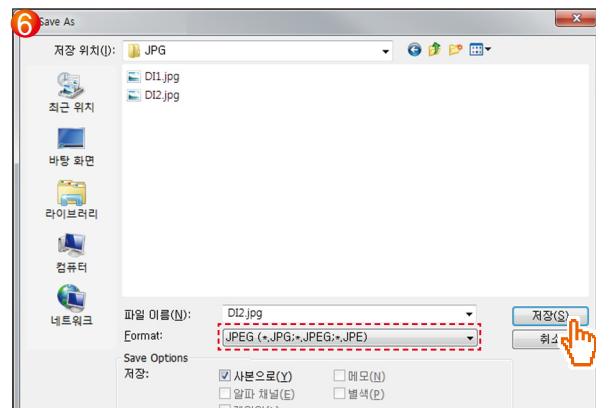 6
Save As
저장 위치(I):
JPG
DI1.jpg
DI2.jpg
최근 위치
바탕 화면
라이브러리
컴퓨터
네트워크
파일 이름(N):
DI2.jpg
저장(S)
Format:
JPEG (*.JPG;*.JPEG;*.JPE)
Save Options
저장:
사본으로(Y)
메모(N)
알파 채널(E)
별색(P)